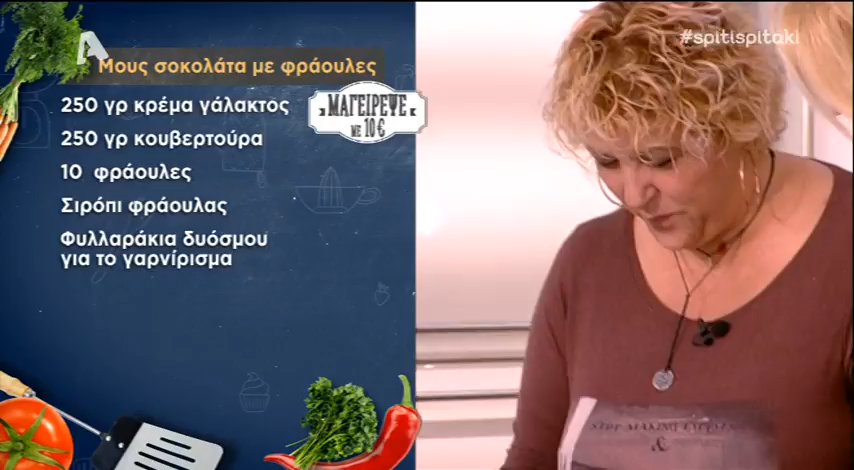 #spitispitaki
Μους σοκολάτα με φράουλες
250 γρ κρέμα γάλακτος
ΜΑΓΕΙΡΕΨΕ
ΜΕ 10€
250 γρ κουβερτούρα
10 φράουλες
Σιρόπι φράουλας
Φυλλαράκια δυόσμου
για το γαρνίρισμα
&